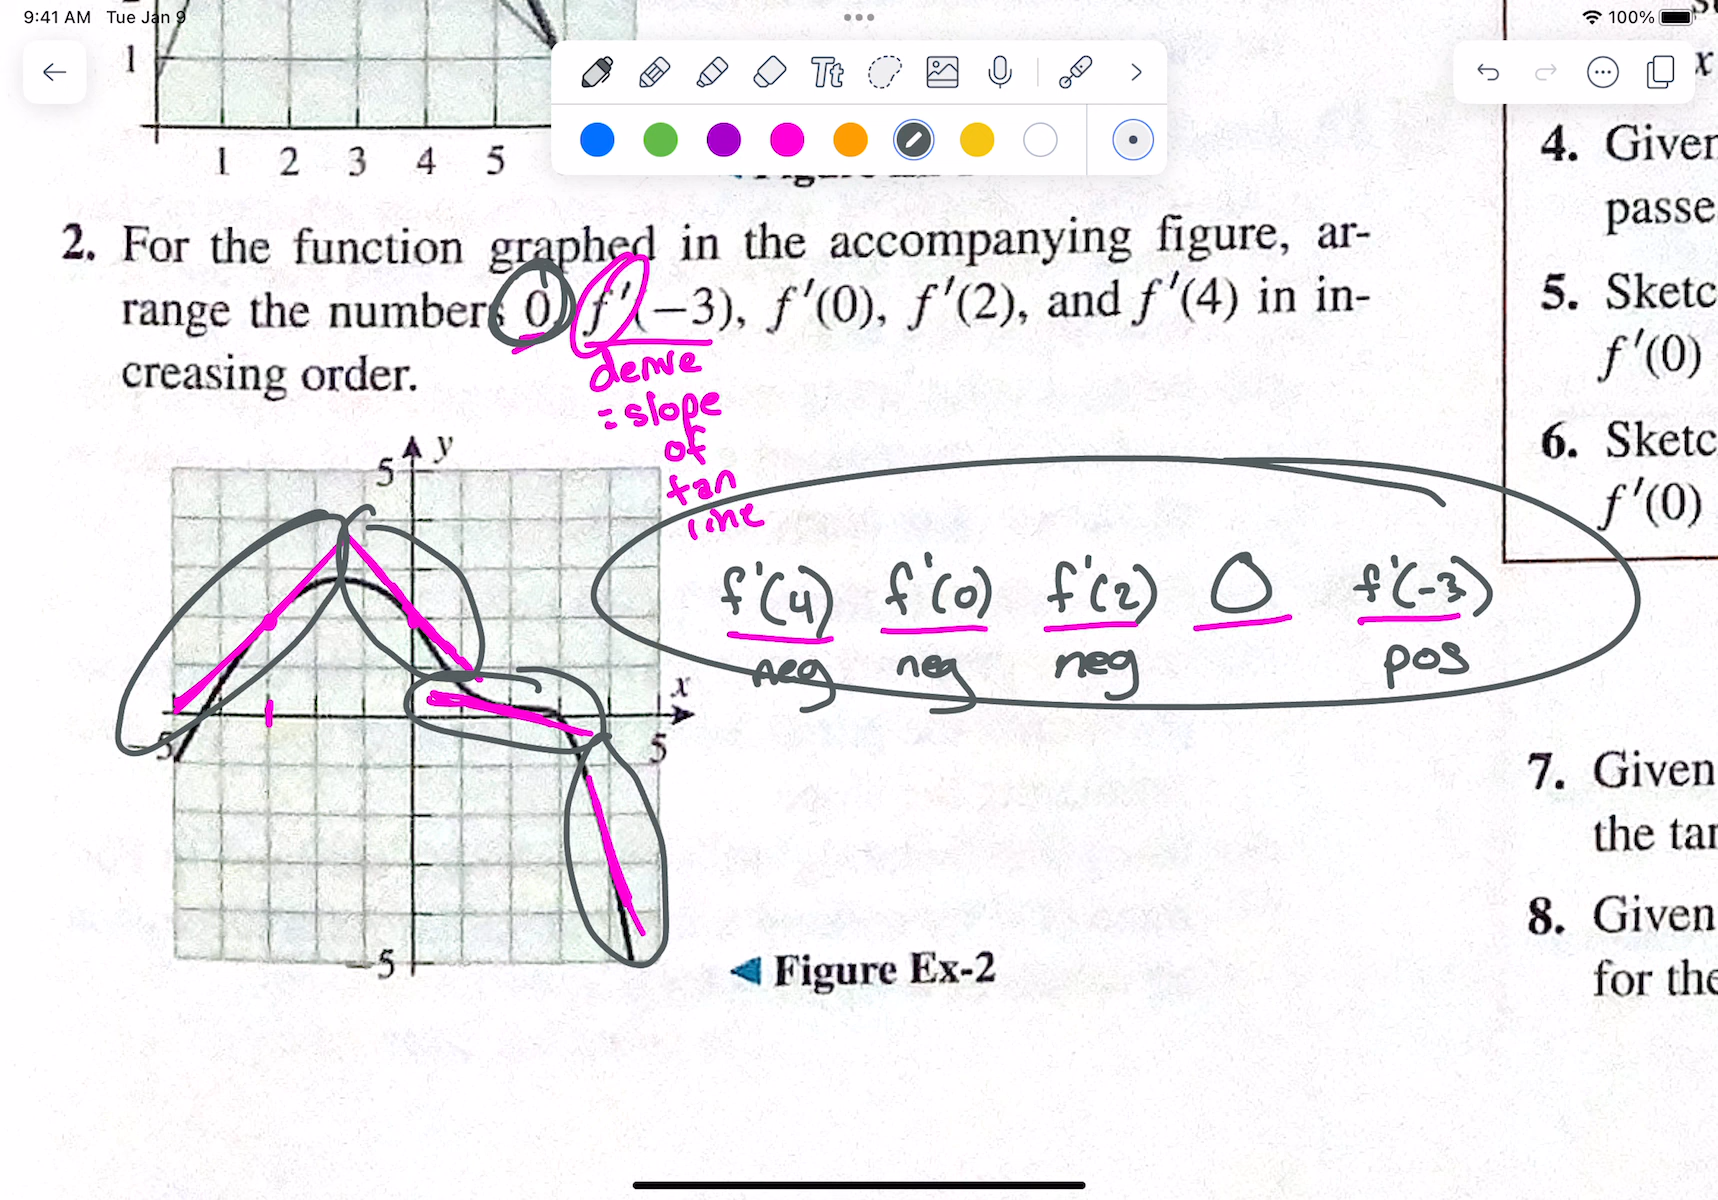 9:41 AM Tue Jan 9
100%
1
1 2 3 4 5
Tt
x
4. Given
passe
2. For the function graphed in the accompanying figure, ar-
range the numbers 0, f′(−3), f′(0), f′(2), and f′(4) in in-
creasing order.
5. Sketc
f′(0)
6. Sketc
f′(0)
= slope
of
tan
line
y
5
f'(4) f'(0) f'(2) 0 f'(-3)
neg neg neg pos
x
-5
5
-5
7. Given
the tan
8. Given
for the
Figure Ex-2